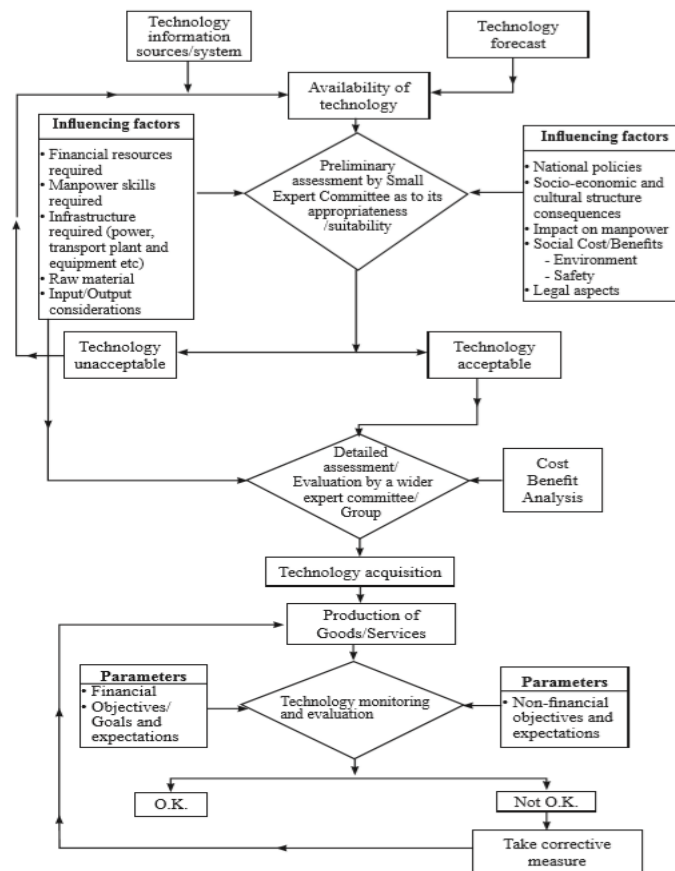 Technology
information
sources/system
Technology
forecast
Availability of
technology
Influencing factors
• Financial resources
required
• Manpower skills
required
• Infrastructure
required (power,
transport plant and
equipment etc)
• Raw material
• Input/Output
considerations
Preliminary
assessment by Small
Expert Committee as to its
appropriateness
/suitability
Influencing factors
• National policies
• Socio-economic and
cultural structure
consequences
• Impact on manpower
• Social Cost/Benefits
- Environment
- Safety
• Legal aspects
Technology
unacceptable
Technology
acceptable
Detailed
assessment/
Evaluation by a wider
expert committee/
Group
Cost
Benefit
Analysis
Technology acquisition
Production of
Goods/Services
Parameters
• Financial
• Objectives/
Goals and
expectations
Technology monitoring
and evaluation
Parameters
• Non-financial
objectives and
expectations
O.K.
Not O.K.
Take corrective
measure